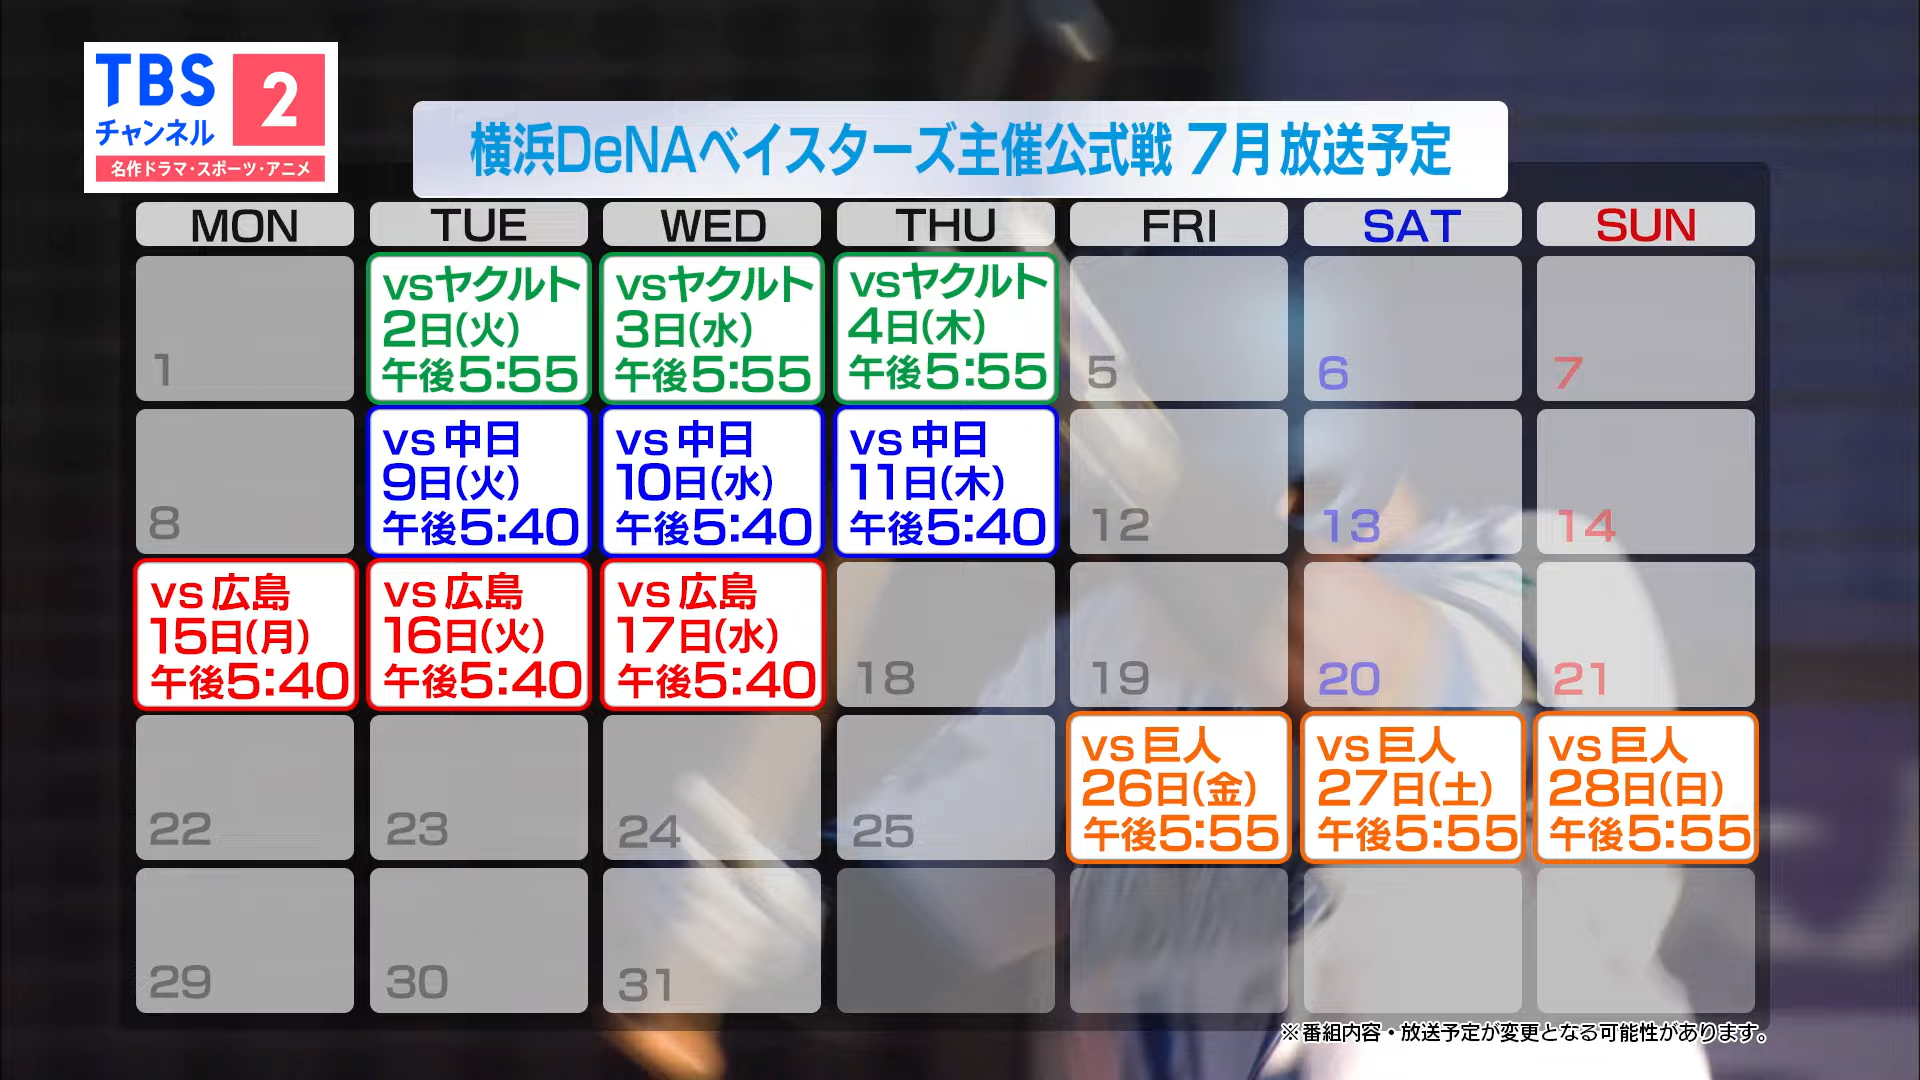 TBS
チャンネル
2
名作ドラマ・スポーツ・アニメ
横浜DeNAベイスターズ主催公式戦 7月放送予定
MON TUE WED THU FRI SAT SUN
1
vsヤクルト
2日(火)
午後5:55
vsヤクルト
3日(水)
午後5:55
vsヤクルト
4日(木)
午後5:55
5
6
7
8
vs 中日
9日(火)
午後5:40
vs 中日
10日(水)
午後5:40
vs 中日
11日(木)
午後5:40
12
13
14
vs 広島
15日(月)
午後5:40
vs 広島
16日(火)
午後5:40
vs 広島
17日(水)
午後5:40
18
19
20
21
22
23
24
25
vs 巨人
26日(金)
午後5:55
vs 巨人
27日(土)
午後5:55
vs 巨人
28日(日)
午後5:55
29
30
31
※番組内容・放送予定が変更となる可能性があります。